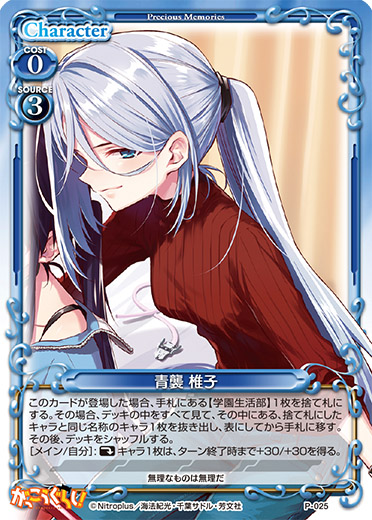 Precious Memories
Character
COST
0
SOURCE
3
青襲 椎子
このカードが登場した場合、手札にある【学園生活部】1枚を捨て札に
する。その場合、デッキの中をすべて見て、その中にある、捨て札にした
キャラと同じ名称のキャラ1枚を抜き出し、表にしてから手札に移す。
その後、デッキをシャッフルする。
[メイン/自分]:キャラ1枚は、ターン終了時まで+30/+30を得る。
無理なものは無理だ
がっこうぐらし!
©Nitroplus/海法紀光・千葉サドル・芳文社
P-025